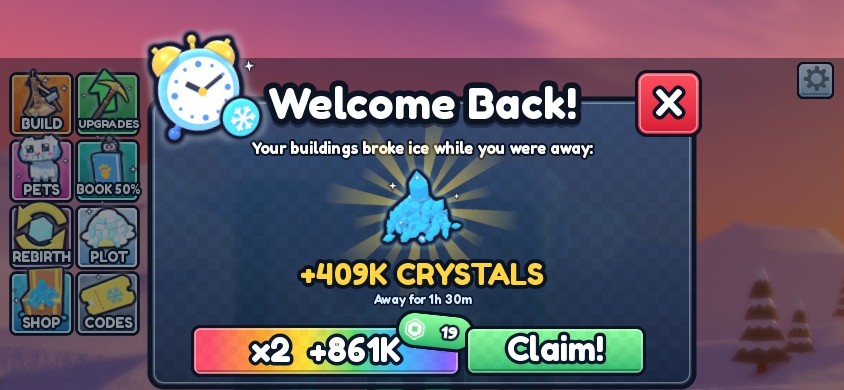 Welcome Back!
Your buildings broke ice while you were away:
BUILD
UPGRADES
PETS
BOOK 50%
REBIRTH
PLOT
SHOP
CODES
+409K CRYSTALS
Away for 1h 30m
x2 +861K
19
Claim!